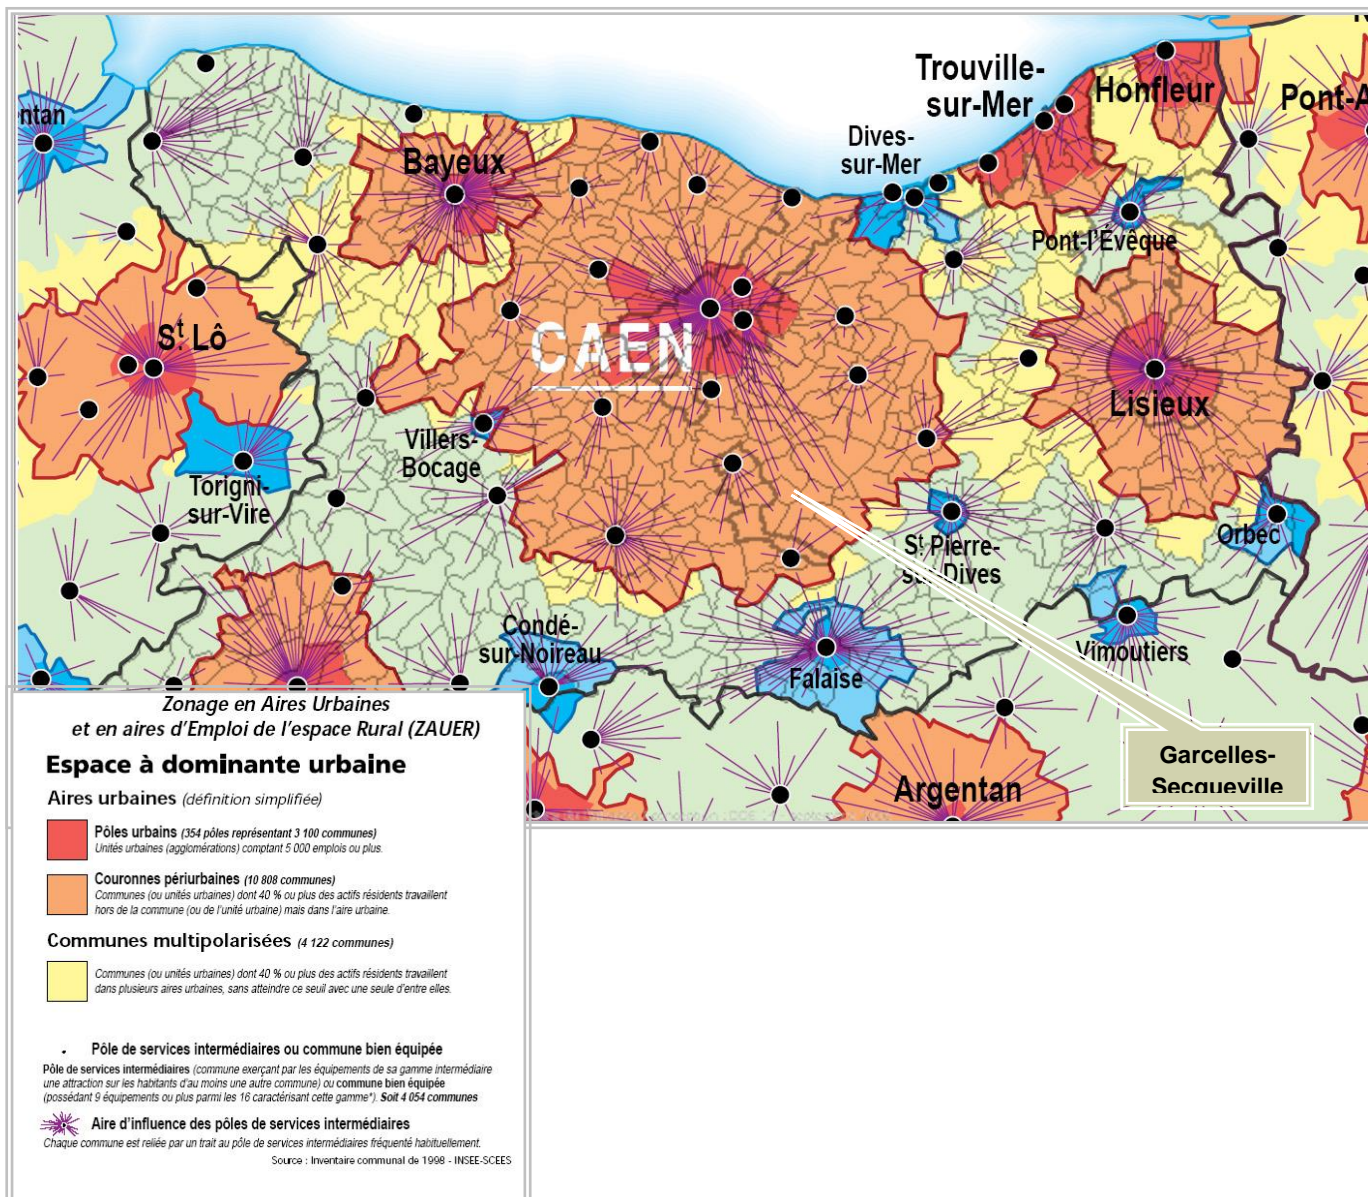 Trouville-
sur-Mer
Honfleur
Pont-A
ntan
Dives-
sur-Mer
Bayeux
Pont-l'Évêque
St Lô
CAEN
Lisieux
Villers-
Bocage
Torigni-
sur-Vire
St Pierre-
sur-Dives
Orbec
Condé-
sur-Noireau
Falaise
Vimoutiers
Garcelles-
Secqueville
Argentan
Zonage en Aires Urbaines
et en aires d'Emploi de l'espace Rural (ZAUER)
Espace à dominante urbaine
Aires urbaines (définition simplifiée)
Pôles urbains (354 pôles représentant 3 100 communes)
Unités urbaines (agglomérations) comptant 5 000 emplois ou plus.
Couronnes périurbaines (10 808 communes)
Communes (ou unités urbaines) dont 40 % ou plus des actifs résidents travaillent
hors de la commune (ou de l'unité urbaine) mais dans l'aire urbaine.
Communes multipolarisées (4 122 communes)
Communes (ou unités urbaines) dont 40 % ou plus des actifs résidents travaillent
dans plusieurs aires urbaines, sans atteindre ce seuil avec une seule d'entre elles.
Pôle de services intermédiaires ou commune bien équipée
Pôle de services intermédiaires (commune exerçant par les équipements de sa gamme intermédiaire
une attraction sur les habitants d'au moins une autre commune) ou commune bien équipée
(possédant 9 équipements ou plus parmi les 16 caractérisant cette gamme*). Soit 4 054 communes
Aire d'influence des pôles de services intermédiaires
Chaque commune est reliée par un trait au pôle de services intermédiaires fréquenté habituellement.
Source : Inventaire communal de 1998 - INSEE-SCEES